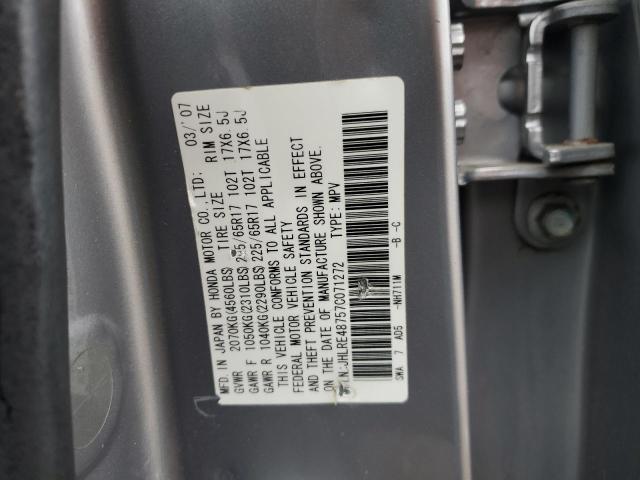 MFD. IN JAPAN BY HONDA MOTOR CO., LTD: 03/'07
GVWR 2070KG(4560LBS) TIRE SIZE RIM SIZE
GAWR F 1050KG(2310LBS) 225/65R17 102T 17X6.5J
GAWR R 1040KG(2290LBS) 225/65R17 102T 17X6.5J
THIS VEHICLE CONFORMS TO ALL APPLICABLE
FEDERAL MOTOR VEHICLE SAFETY
AND THEFT PREVENTION STANDARDS IN EFFECT
ON THE DATE OF MANUFACTURE SHOWN ABOVE.
V.I.N:JHLRE48757C071272 TYPE: MPV
SWA 7 AD5 -NH711M -B -C